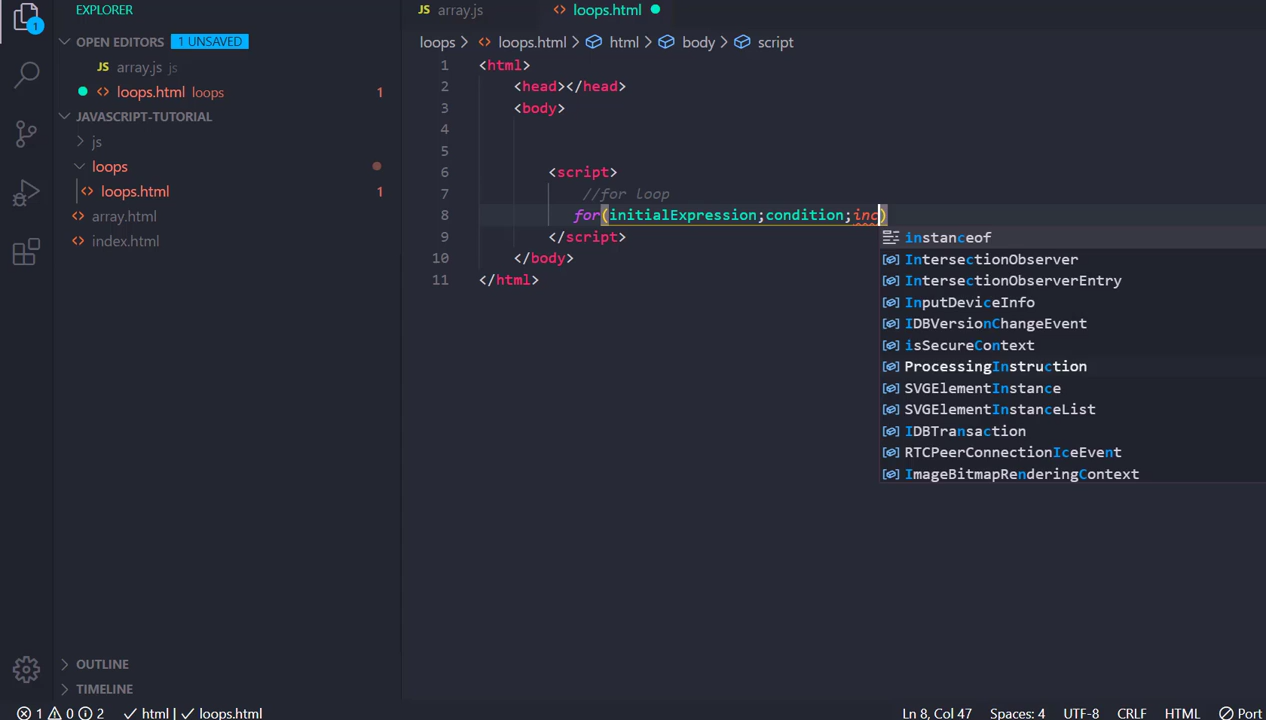 EXPLORER
OPEN EDITORS 1 UNSAVED
JS array.js js
<> loops.html loops 1
JAVASCRIPT-TUTORIAL
js
loops
<> loops.html 1
<> array.html
<> index.html
OUTLINE
TIMELINE
1
JS array.js <> loops.html
loops > <> loops.html > html > body > script
1 <html>
2 <head></head>
3 <body>
4
5
6 <script>
7 //for loop
8 for(initialExpression;condition;inc)
9 </script>
10 </body>
11 </html>
instanceof
IntersectionObserver
IntersectionObserverEntry
InputDeviceInfo
IDBVersionChangeEvent
isSecureContext
ProcessingInstruction
SVGElementInstance
SVGElementInstanceList
IDBTransaction
RTCPeerConnectionIceEvent
ImageBitmapRenderingContext
1 0 2 ✓ html | ✓ loops.html Ln 8, Col 47 Spaces: 4 UTF-8 CRLF HTML Port